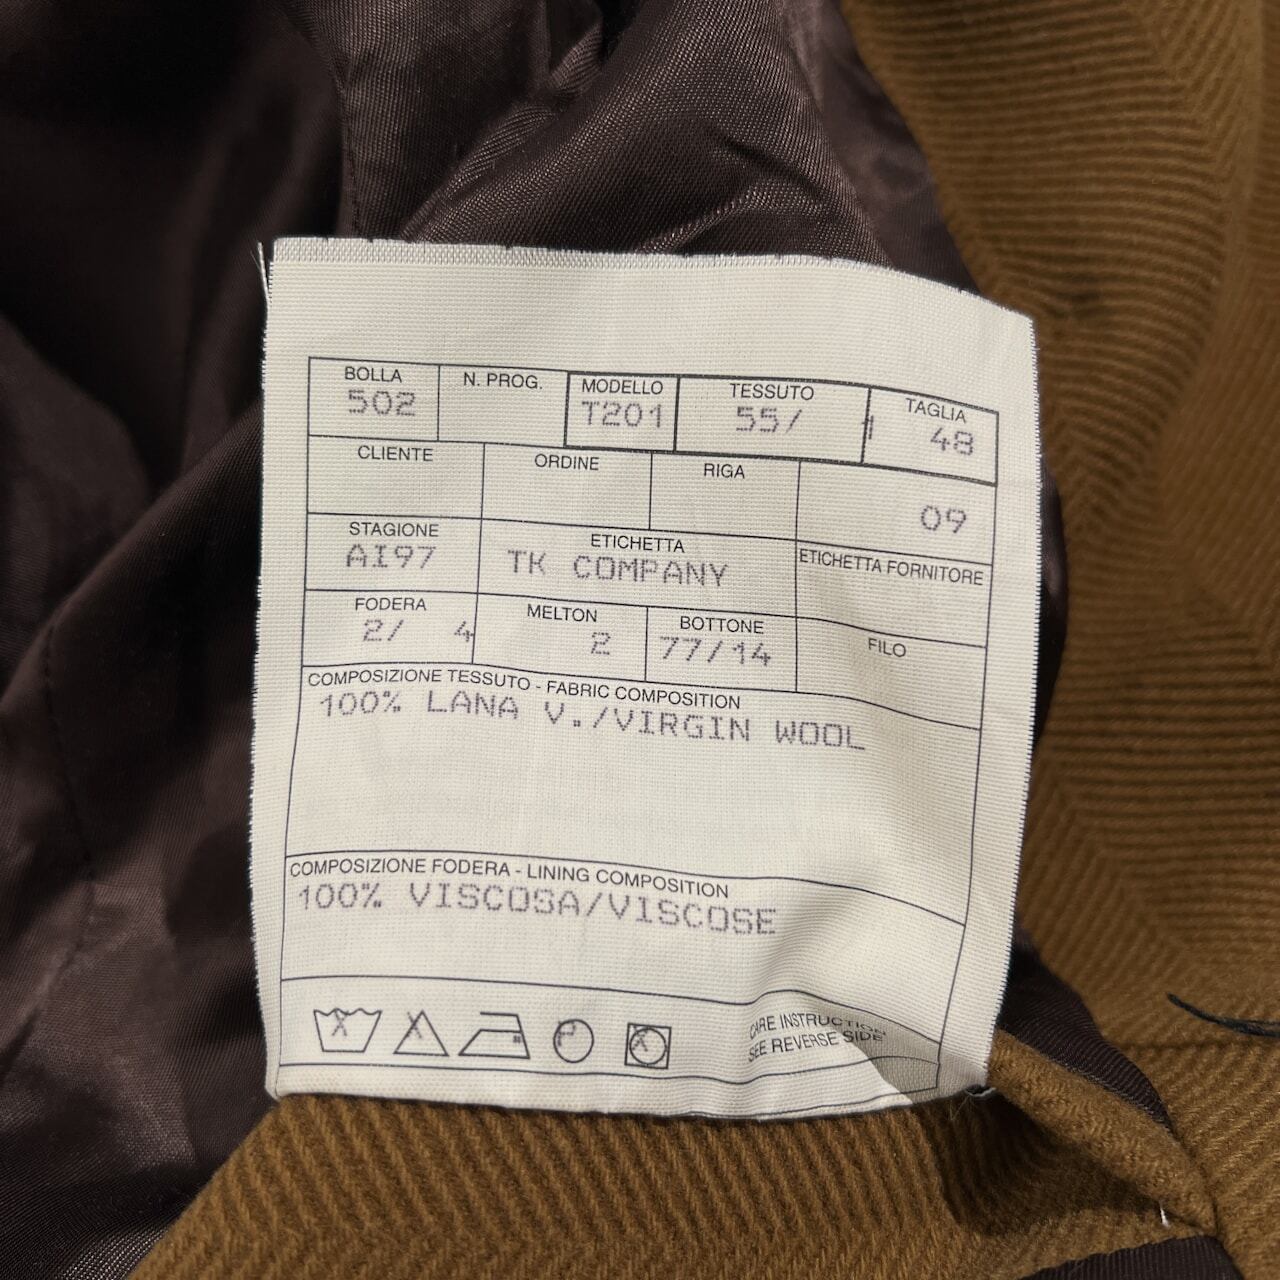 BOLLA N. PROG. MODELLO TESSUTO TAGLIA
502 T201 55/ 1 48
CLIENTE ORDINE RIGA
09
STAGIONE ETICHETTA ETICHETTA FORNITORE
AI97 TK COMPANY
FODERA MELTON BOTTONE FILO
2/ 4 2 77/14
COMPOSIZIONE TESSUTO - FABRIC COMPOSITION
100% LANA V./VIRGIN WOOL
COMPOSIZIONE FODERA - LINING COMPOSITION
100% VISCOSA/VISCOSE
CARE INSTRUCTION
SEE REVERSE SIDE